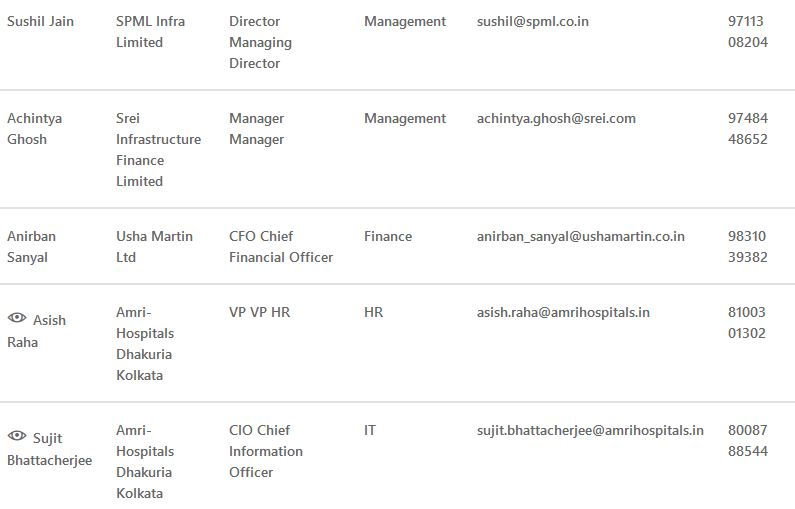 Sushil Jain
SPML Infra
Limited
Director
Managing
Director
Management
sushil@spml.co.in
97113
08204
Achintya
Ghosh
Srei
Infrastructure
Finance
Limited
Manager
Manager
Management
achintya.ghosh@srei.com
97484
48652
Anirban
Sanyal
Usha Martin
Ltd
CFO Chief
Financial Officer
Finance
anirban_sanyal@ushamartin.co.in
98310
39382
Asish
Raha
Amri-
Hospitals
Dhakuria
Kolkata
VP VP HR
HR
asish.raha@amrihospitals.in
81003
01302
Sujit
Bhattacherjee
Amri-
Hospitals
Dhakuria
Kolkata
CIO Chief
Information
Officer
IT
sujit.bhattacherjee@amrihospitals.in
80087
88544